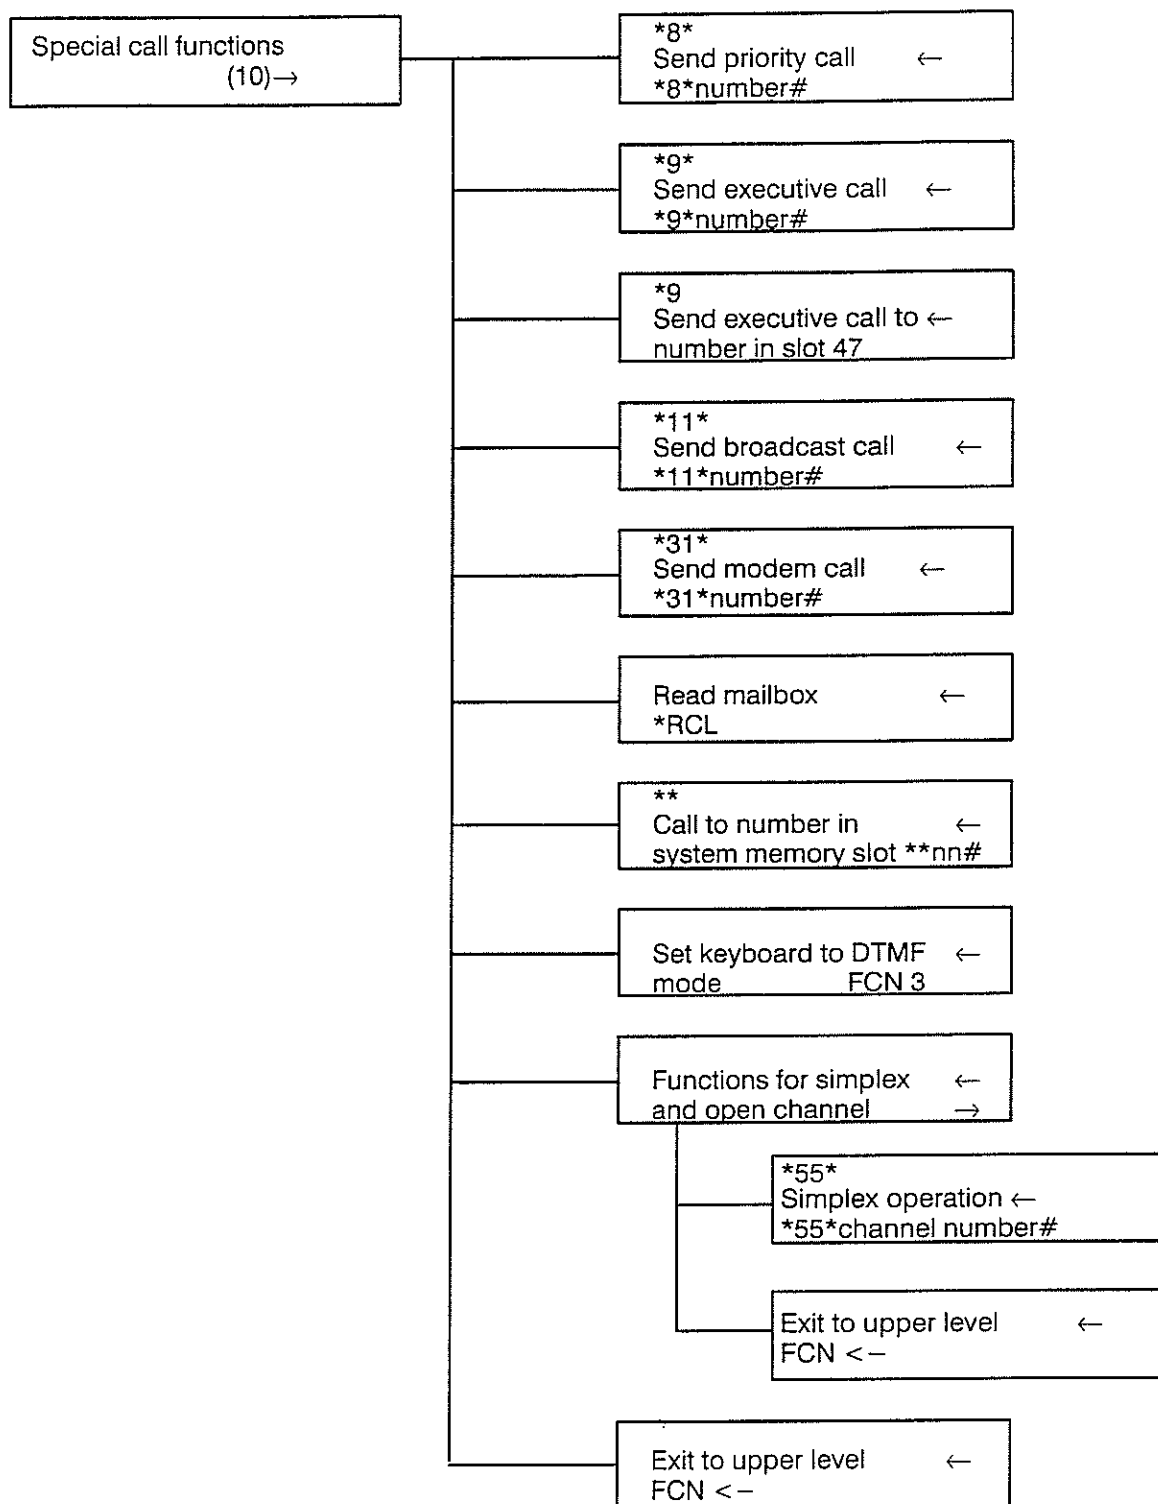 Special call functions
(10)→
*8*
Send priority call ←
*8*number#
*9*
Send executive call ←
*9*number#
*9
Send executive call to ←
number in slot 47
*11*
Send broadcast call ←
*11*number#
*31*
Send modem call ←
*31*number#
Read mailbox ←
*RCL
**
Call to number in ←
system memory slot **nn#
Set keyboard to DTMF ←
mode FCN 3
Functions for simplex ←
and open channel →
*55*
Simplex operation ←
*55*channel number#
Exit to upper level ←
FCN <–
Exit to upper level ←
FCN <–